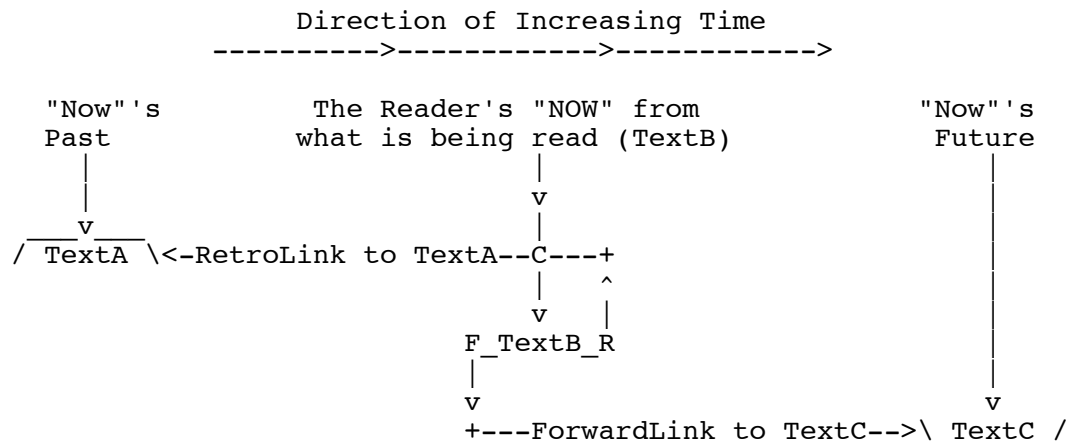 Direction of Increasing Time
---------->------------>------------>
"Now"'s The Reader's "NOW" from "Now"'s
Past what is being read (TextB) Future
| | |
| v |
___v___ | |
/ TextA \<-RetroLink to TextA--C---+ |
| ^ |
v | |
F_TextB_R |
| |
v v
+---ForwardLink to TextC-->\ TextC /